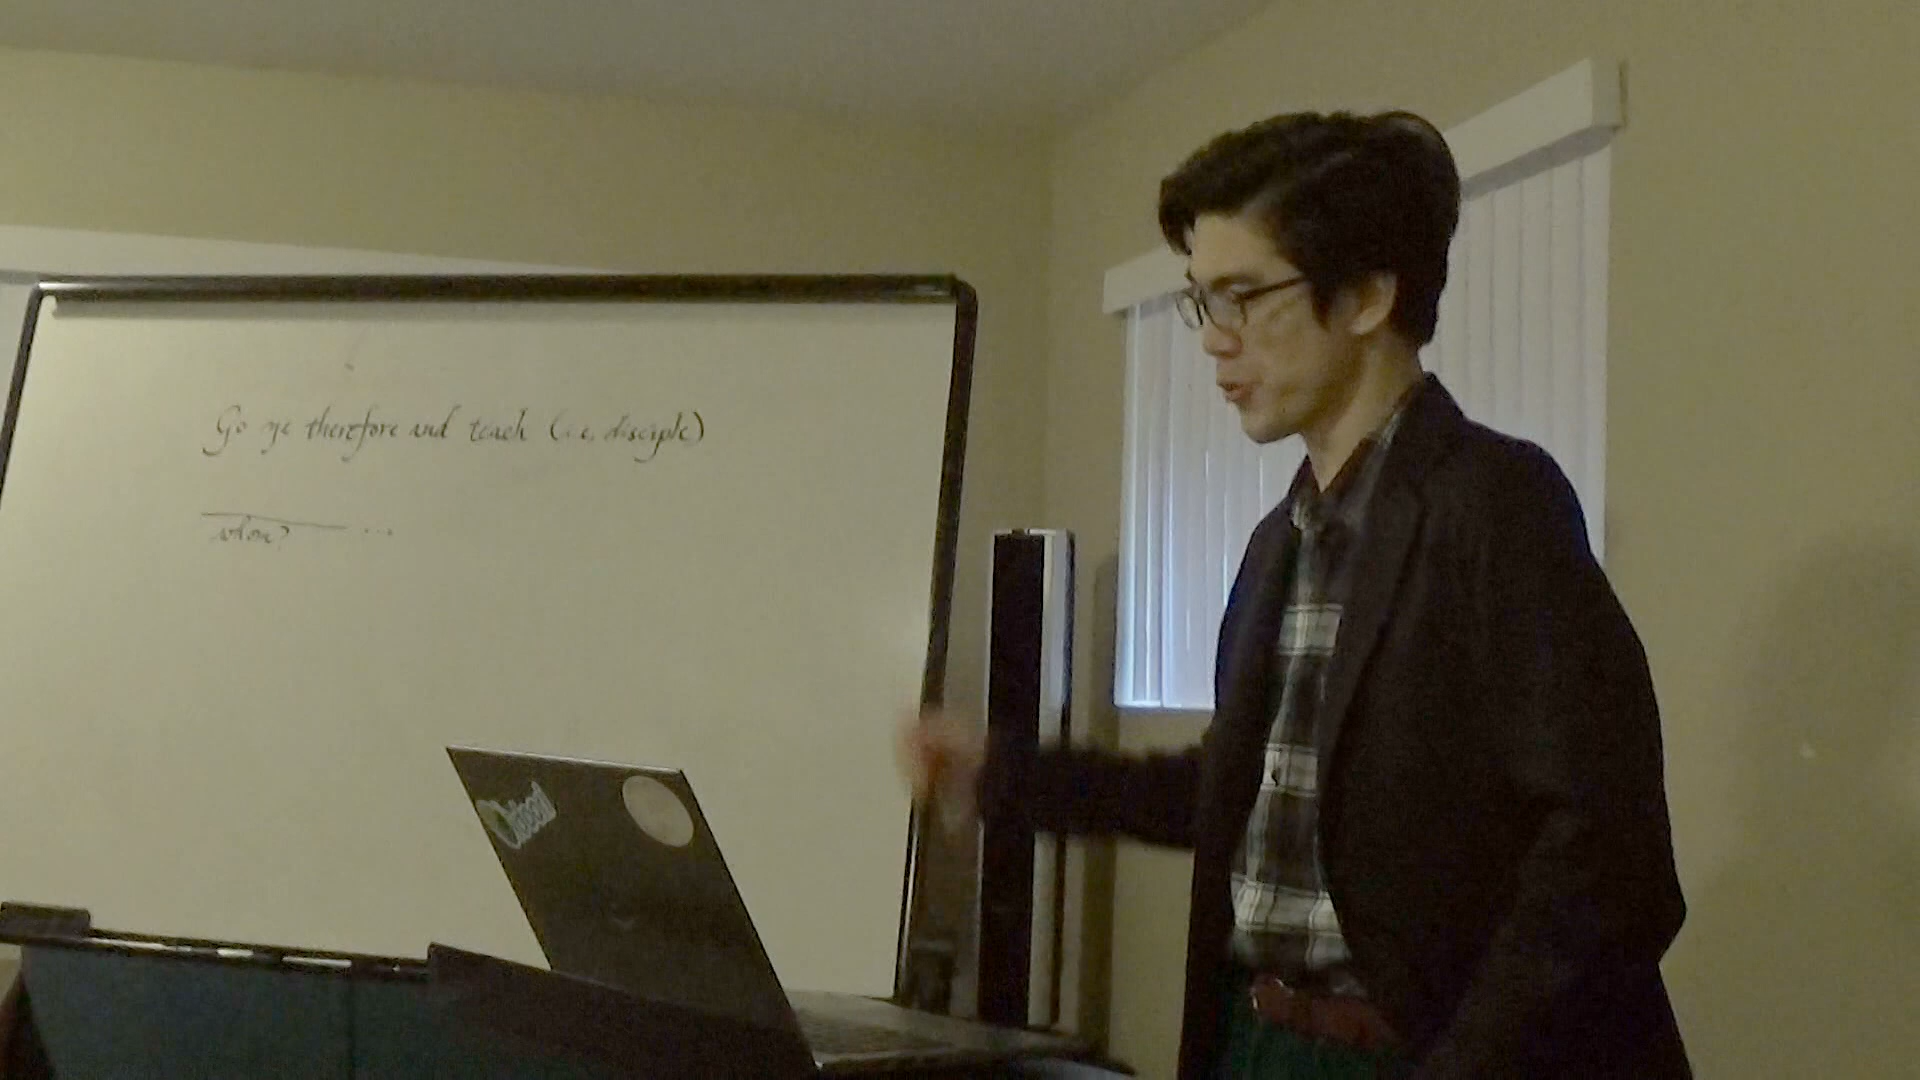 Go ye therefore and teach (i.e, disciple)
whom? ...